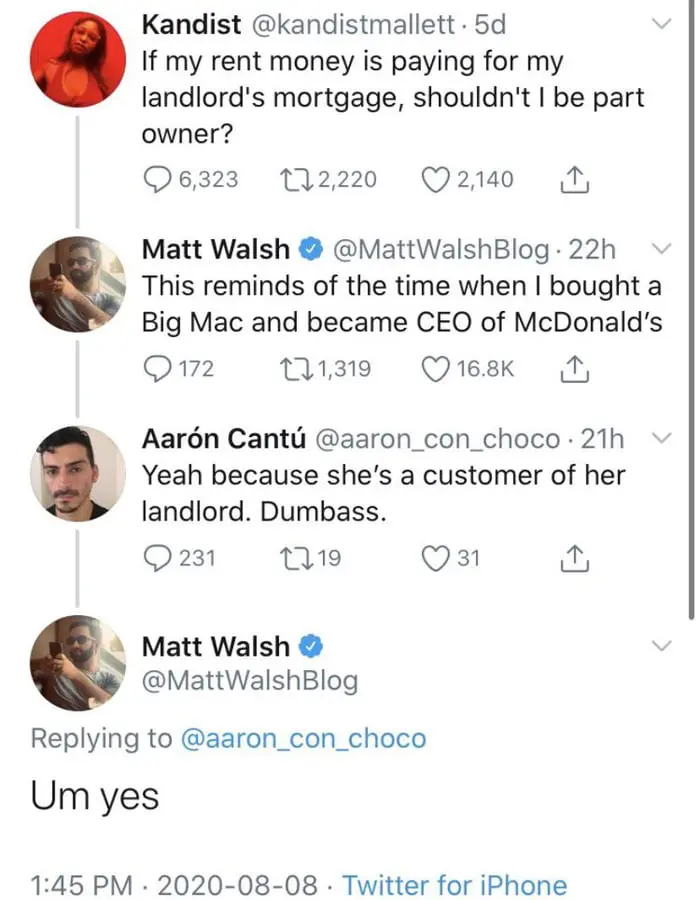 Kandist @kandistmallett · 5d
If my rent money is paying for my
landlord's mortgage, shouldn't I be part
owner?
6,323 2,220 2,140
Matt Walsh @MattWalshBlog · 22h
This reminds of the time when I bought a
Big Mac and became CEO of McDonald’s
172 1,319 16.8K
Aarón Cantú @aaron_con_choco · 21h
Yeah because she’s a customer of her
landlord. Dumbass.
231 19 31
Matt Walsh
@MattWalshBlog
Replying to @aaron_con_choco
Um yes
1:45 PM · 2020-08-08 · Twitter for iPhone